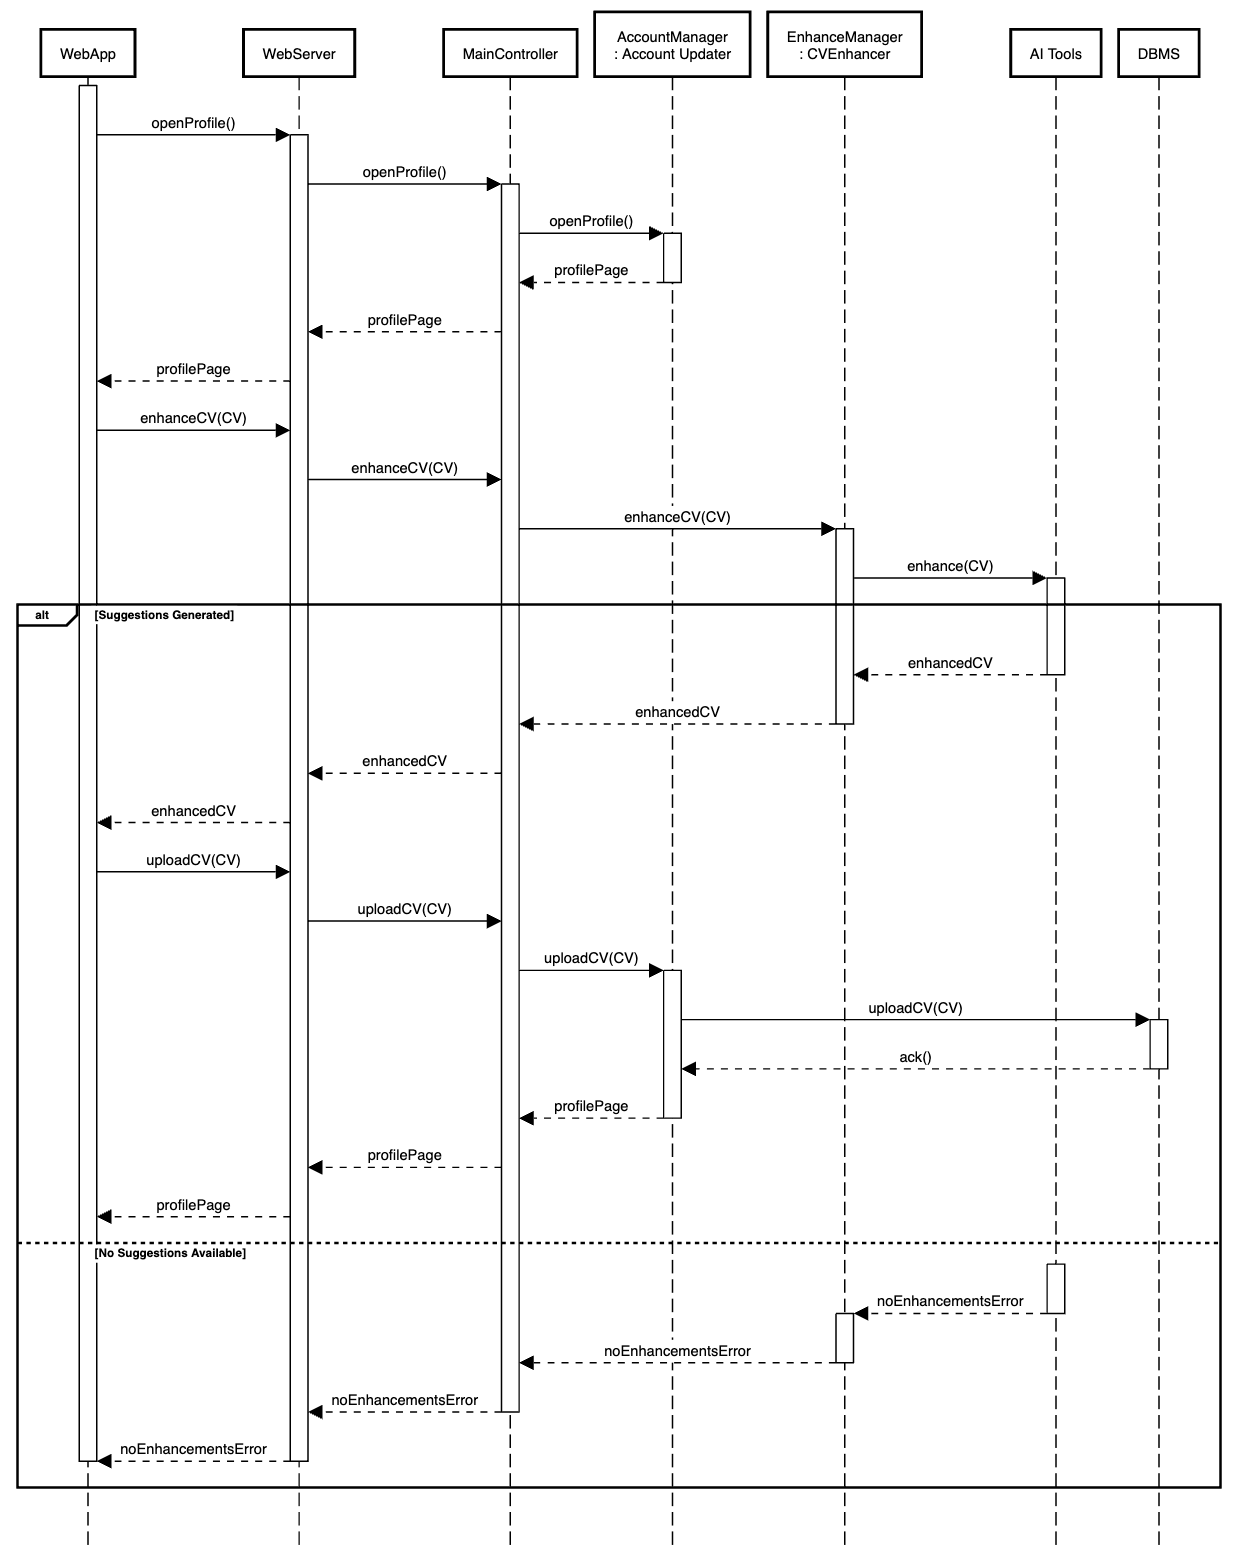 WebApp
WebServer
MainController
AccountManager
: Account Updater
EnhanceManager
: CVEnhancer
AI Tools
DBMS
openProfile()
openProfile()
openProfile()
profilePage
profilePage
profilePage
enhanceCV(CV)
enhanceCV(CV)
enhanceCV(CV)
enhance(CV)
alt
[Suggestions Generated]
enhancedCV
enhancedCV
enhancedCV
enhancedCV
uploadCV(CV)
uploadCV(CV)
uploadCV(CV)
uploadCV(CV)
ack()
profilePage
profilePage
profilePage
[No Suggestions Available]
noEnhancementsError
noEnhancementsError
noEnhancementsError
noEnhancementsError